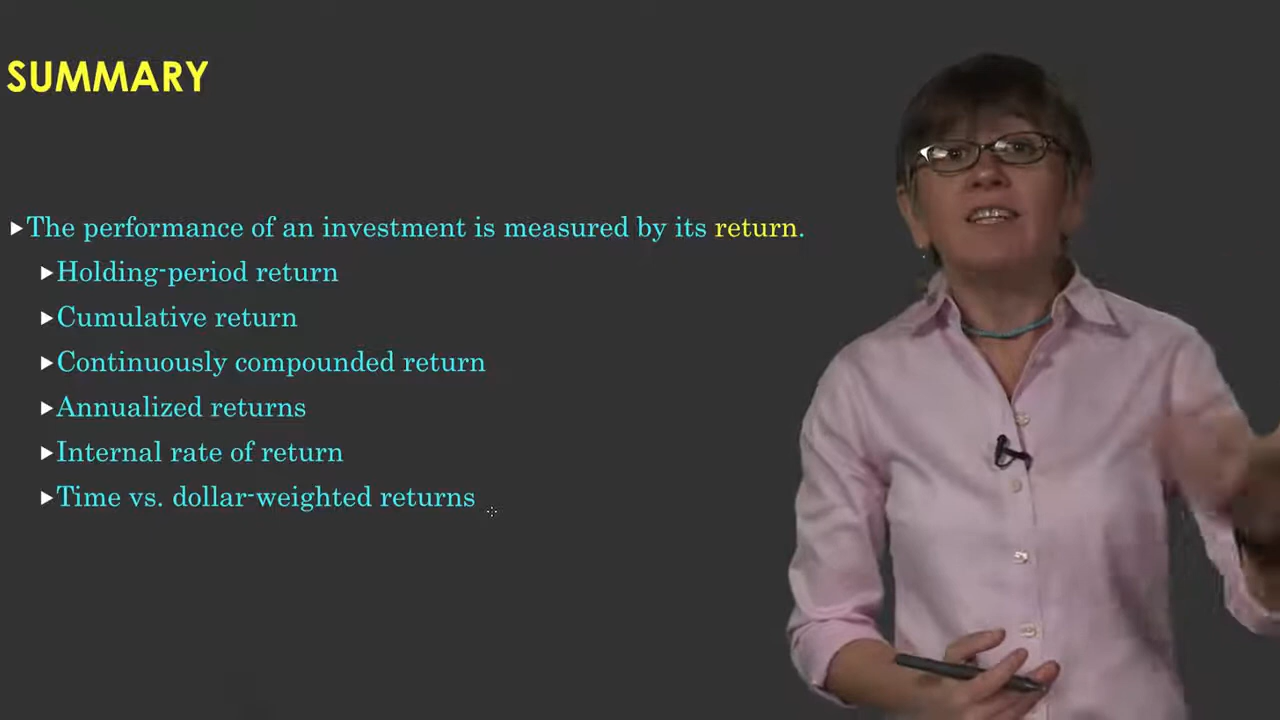 SUMMARY
The performance of an investment is measured by its return.
Holding-period return
Cumulative return
Continuously compounded return
Annualized returns
Internal rate of return
Time vs. dollar-weighted returns